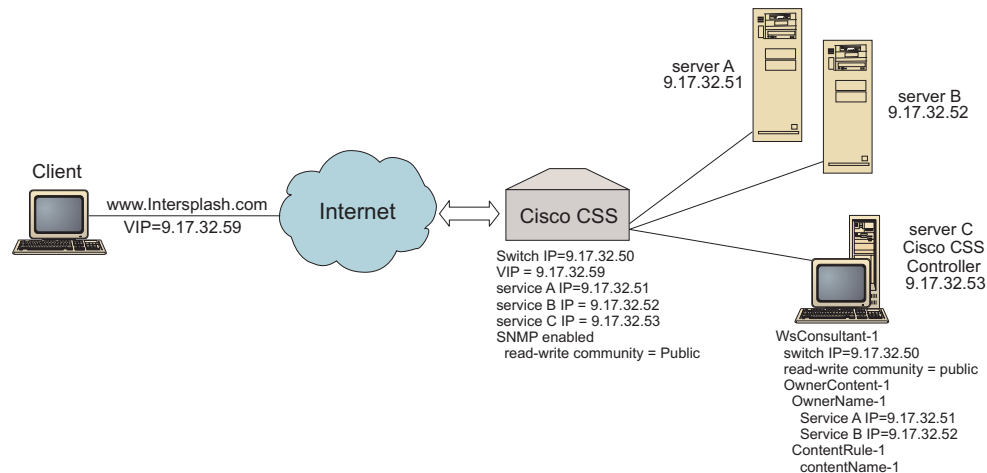 server A
9.17.32.51
server B
9.17.32.52
Client
www.Intersplash.com
VIP=9.17.32.59
Internet
Cisco CSS
Switch IP=9.17.32.50
VIP = 9.17.32.59
service A IP=9.17.32.51
service B IP = 9.17.32.52
service C IP = 9.17.32.53
SNMP enabled
read-write community = Public
server C
Cisco CSS
Controller
9.17.32.53
WsConsultant-1
switch IP=9.17.32.50
read-write community = public
OwnerContent-1
OwnerName-1
Service A IP=9.17.32.51
Service B IP=9.17.32.52
ContentRule-1
contentName-1